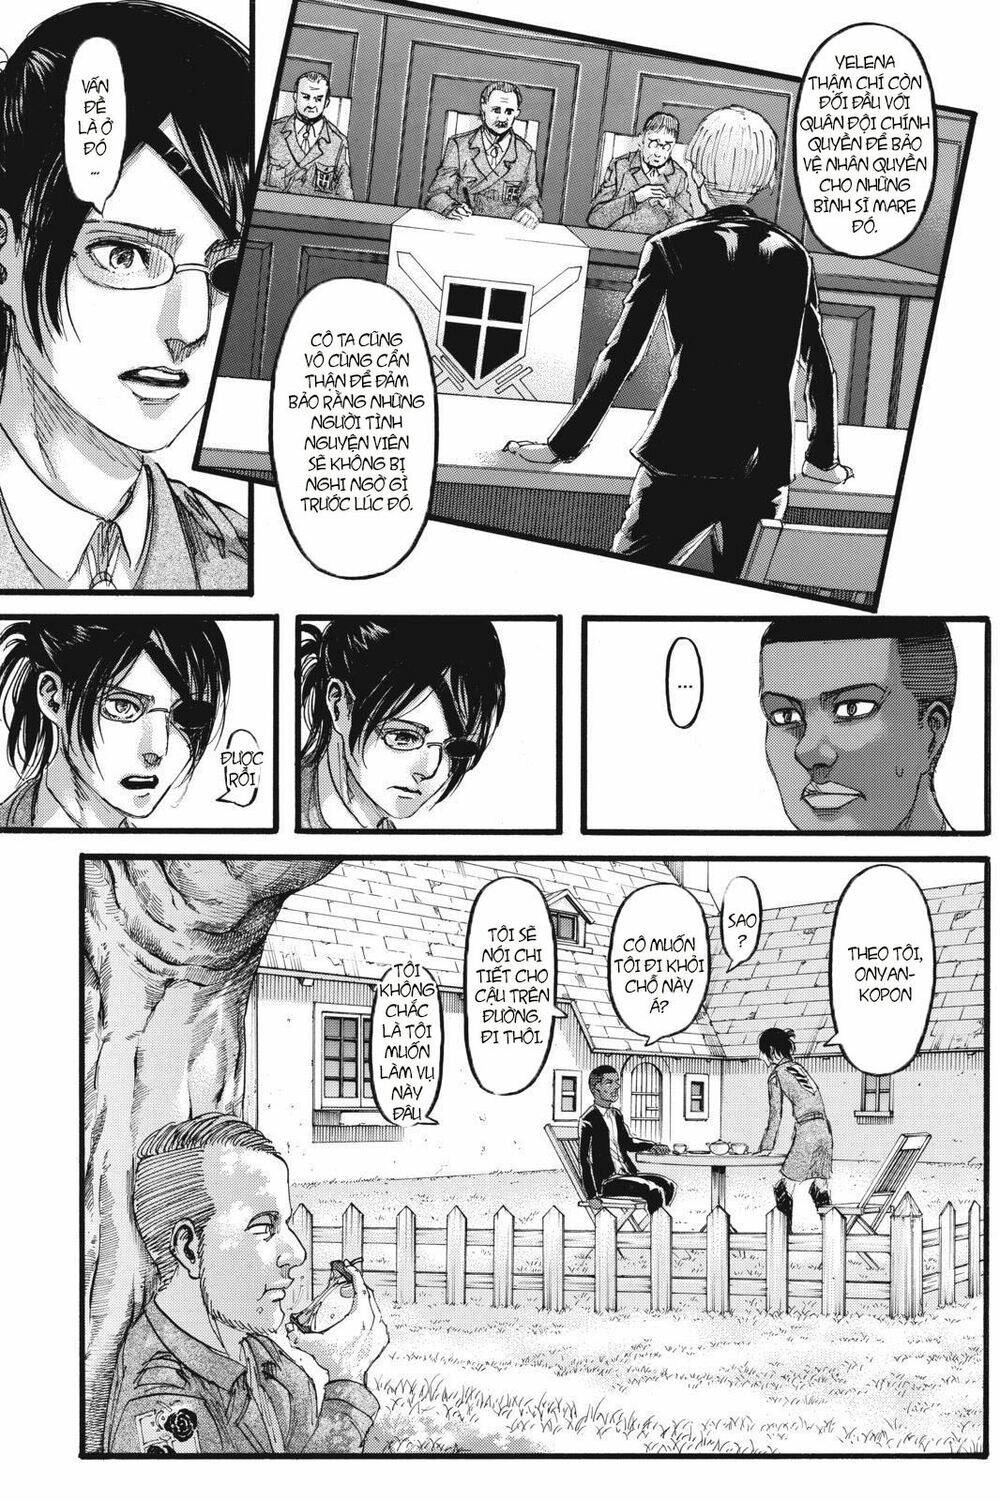 YELENA
THẬM CHÍ CÒN
ĐỐI ĐẦU VỚI
QUÂN ĐỘI CHÍNH
QUYỀN ĐỂ BẢO
VỆ NHÂN QUYỀN
CHO NHỮNG
BINH SĨ MARE
ĐÓ.
CÔ TA CŨNG
VÔ CÙNG CẨN
THẬN ĐỂ ĐẢM
BẢO RẰNG NHỮNG
NGƯỜI TÌNH
NGUYỆN VIÊN
SẼ KHÔNG BỊ
NGHI NGỜ GÌ
TRƯỚC LÚC ĐÓ.
VẤN
ĐỀ
LÀ Ở
ĐÓ
...
...
ĐƯỢC
RỒI
THEO TÔI,
ONYAN-
KOPON
SAO
?
CÔ MUỐN
TÔI ĐI KHỎI
CHỖ NÀY
Á?
TÔI SẼ
NÓI CHI
TIẾT CHO
CẬU TRÊN
ĐƯỜNG,
ĐI THÔI.
TÔI
KHÔNG
CHẮC
LÀ TÔI
MUỐN
LÀM VỤ
NÀY
ĐÂU